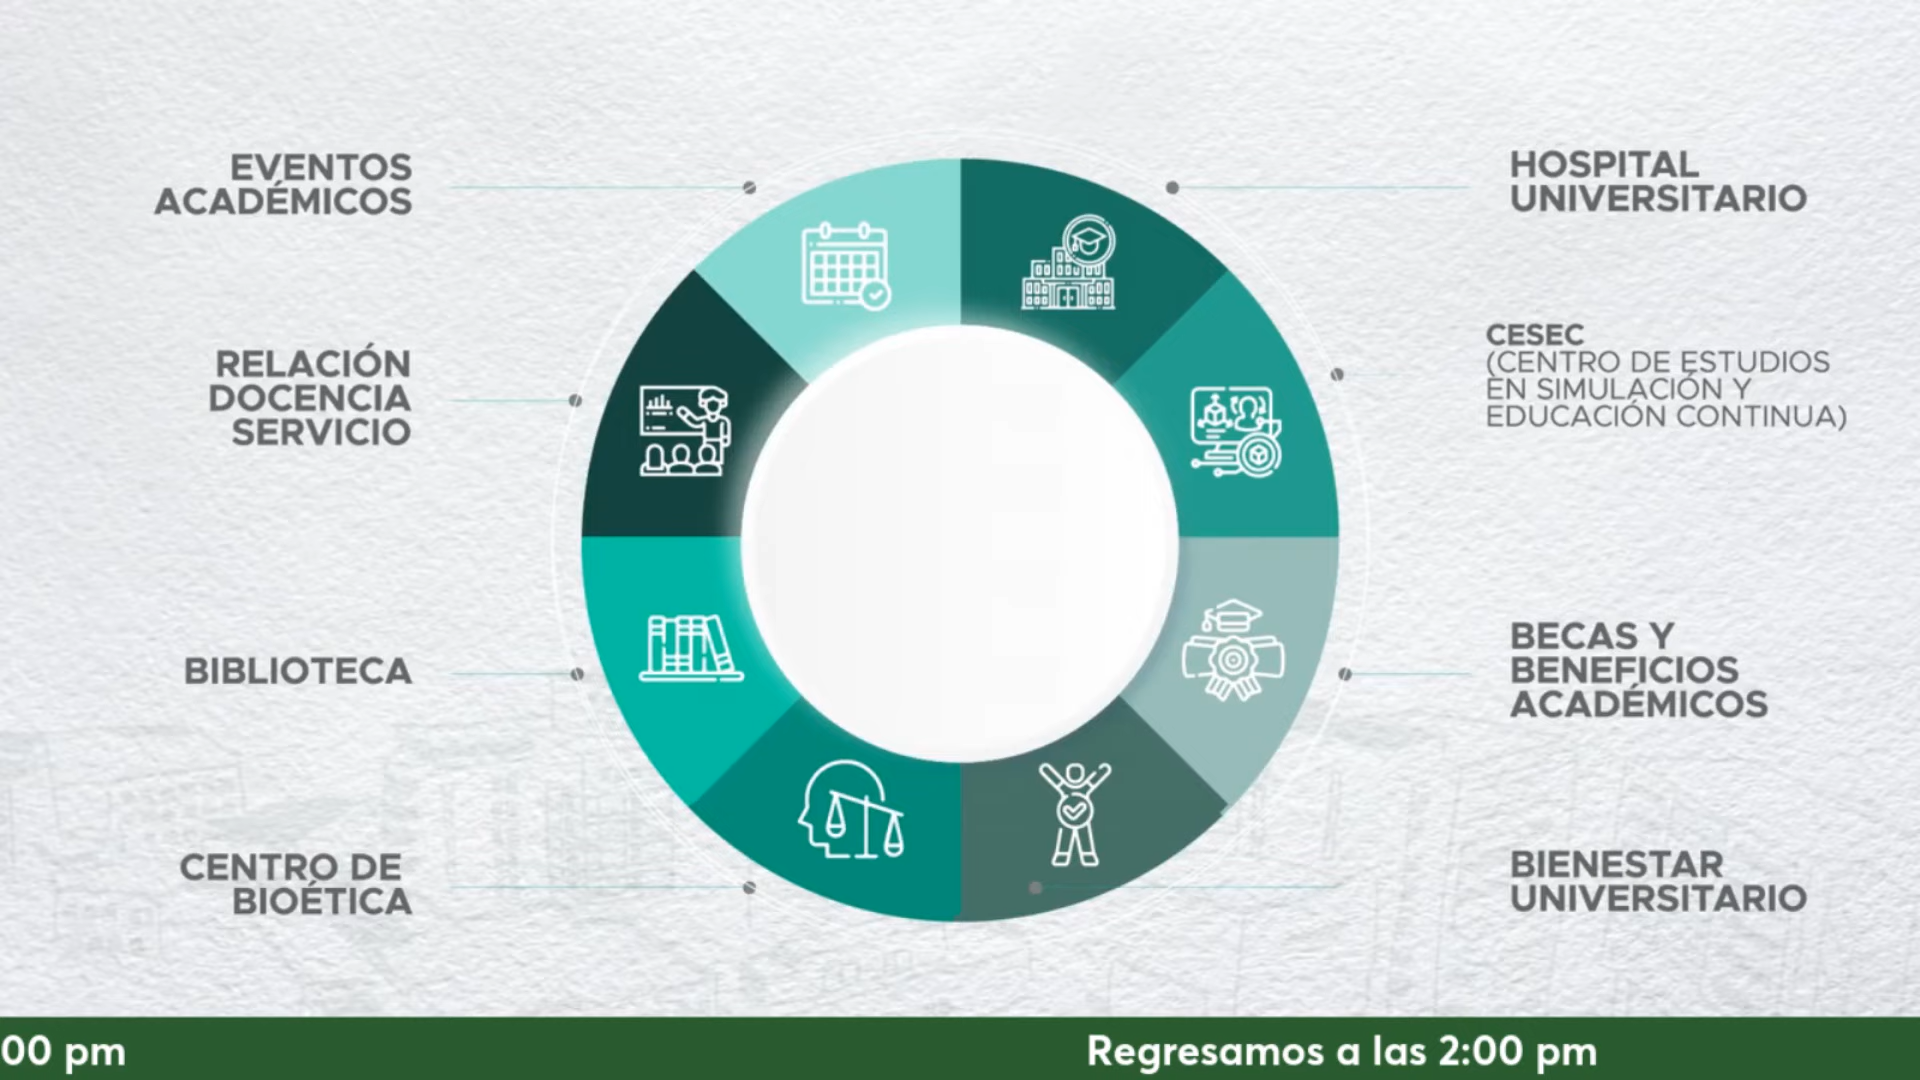 EVENTOS
ACADÉMICOS
HOSPITAL
UNIVERSITARIO
RELACIÓN
DOCENCIA
SERVICIO
CESEC
(CENTRO DE ESTUDIOS
EN SIMULACIÓN Y
EDUCACIÓN CONTINUA)
BIBLIOTECA
BECAS Y
BENEFICIOS
ACADÉMICOS
CENTRO DE
BIOÉTICA
BIENESTAR
UNIVERSITARIO
00 pm
Regresamos a las 2:00 pm